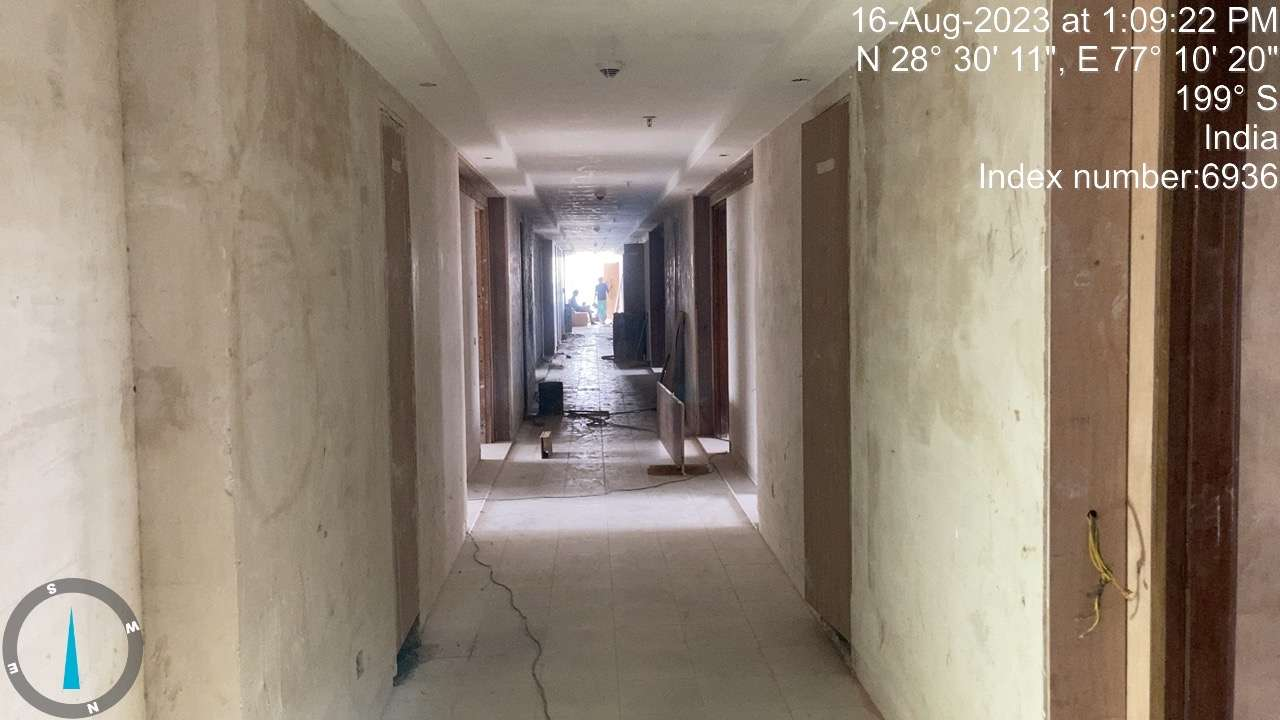 16-Aug-2023 at 1:09:22 PM
N 28° 30' 11", E 77° 10' 20"
199° S
India
Index number:6936
S
W
E
N